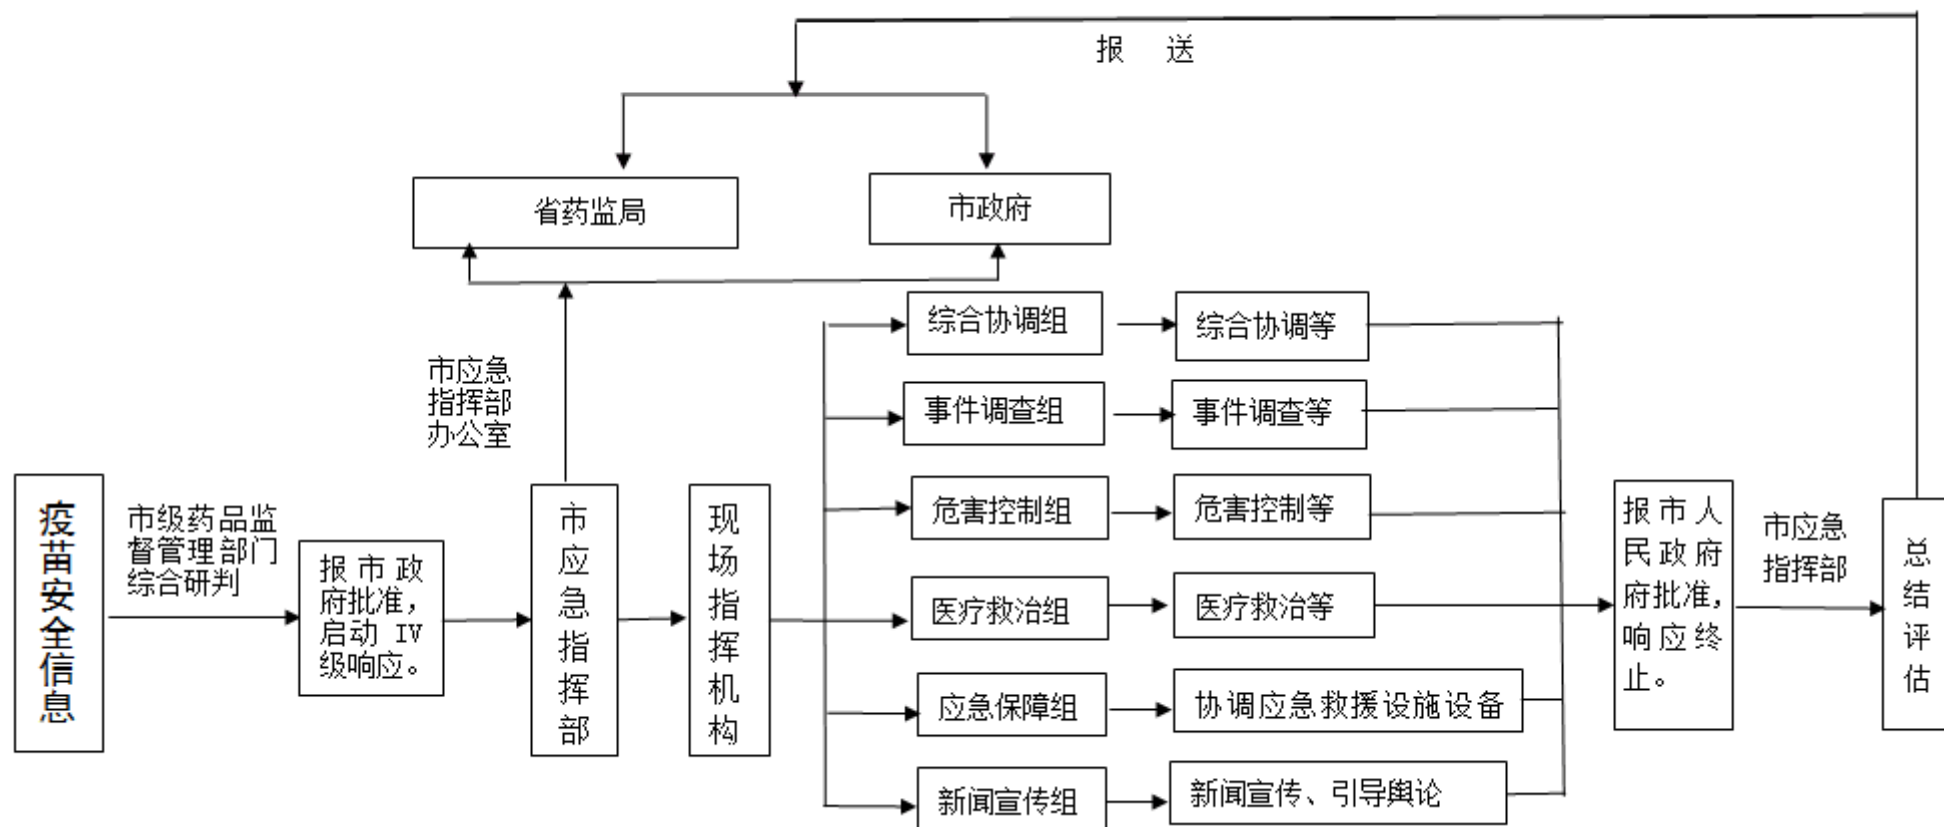 报 送
省药监局
市政府
市应急
指挥部
办公室
疫苗安全信息
市级药品监
督管理部门
综合研判
报市政
府批准，
启动 IV
级响应。
市应急指挥部
现场指挥机构
综合协调组
综合协调等
事件调查组
事件调查等
危害控制组
危害控制等
医疗救治组
医疗救治等
应急保障组
协调应急救援设施设备
新闻宣传组
新闻宣传、引导舆论
报市人
民政府
府批准，
响应终
止。
市应急
指挥部
总结评估